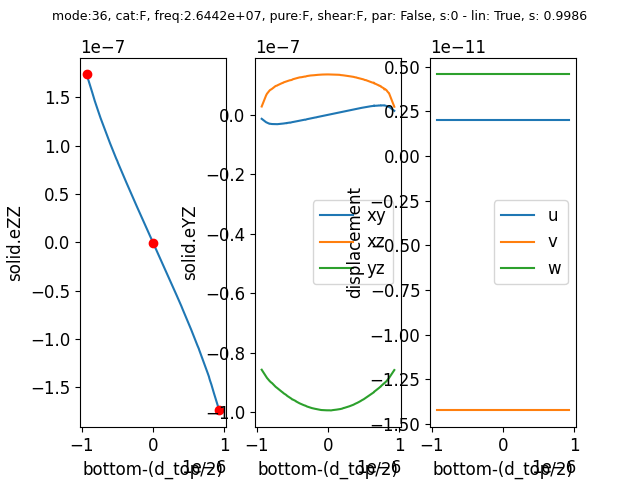 mode:36, cat:F, freq:2.6442e+07, pure:F, shear:F, par: False, s:0 - lin: True, s: 0.9986
1e−7
1e−7
1e−11
solid.eZZ
1.5
1.0
0.5
0.0
−0.5
−1.0
−1.5
−1
0
1
bottom-(d_top/2)
1e−6
solid.eYZ
0.0
−0.2
−0.4
−0.6
−0.8
−1.0
xy
xz
yz
−1
0
1
bottom-(d_top/2)
1e−6
displacement
0.50
0.25
0.00
−0.25
−0.50
−0.75
−1.00
−1.25
−1.50
u
v
w
−1
0
1
bottom-(d_top/2)
1e−6